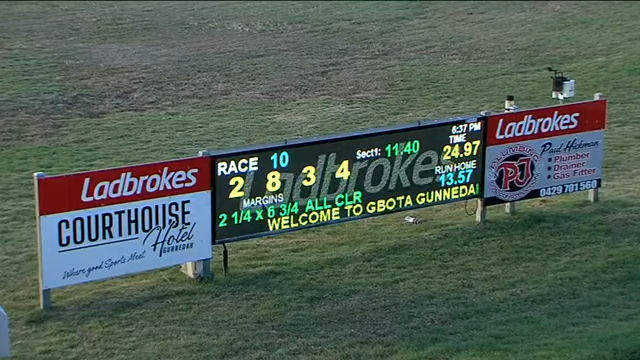 Ladbrokes
COURTHOUSE
Hotel
GUNNEDAH
Where good Sports Meet
Ladbrokes
RACE 10
2 8 3 4
Sect1: 11.40
6:37 PM
TIME
24.97
RUN HOME
13.57
MARGINS
2 1/4 x 6 3/4 ALL CLR
WELCOME TO GBOTA GUNNEDA
Ladbrokes
PLUMBING
PJ
Paul Hickman
• Plumber
• Drainer
• Gas Fitter
0429 701 560